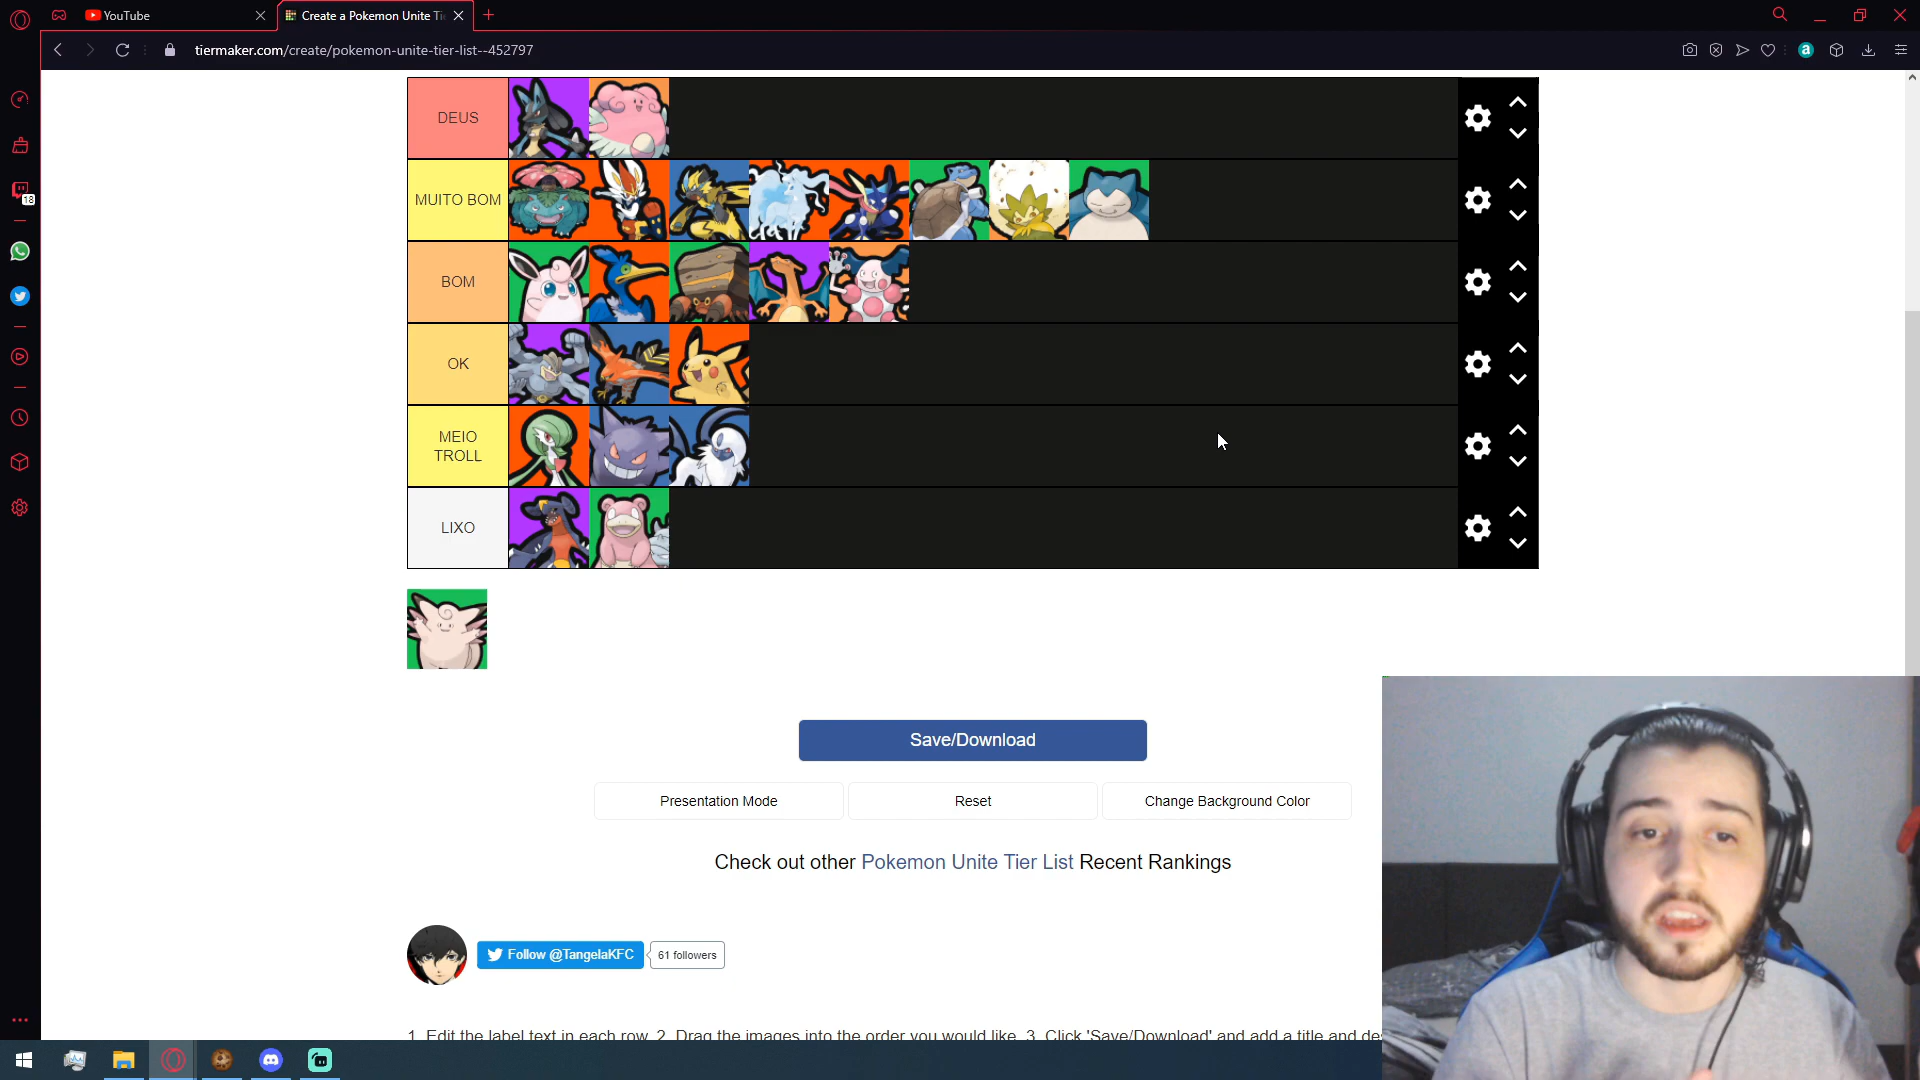 YouTube
Create a Pokemon Unite Ti
tiermaker.com/create/pokemon-unite-tier-list--452797
18
DEUS
MUITO BOM
BOM
OK
MEIO
TROLL
LIXO
Save/Download
Presentation Mode
Reset
Change Background Color
Check out other Pokemon Unite Tier List Recent Rankings
Follow @TangelaKFC
61 followers
1. Edit the label text in each row. 2. Drag the images into the order you would like. 3. Click 'Save/Download' and add a title and de